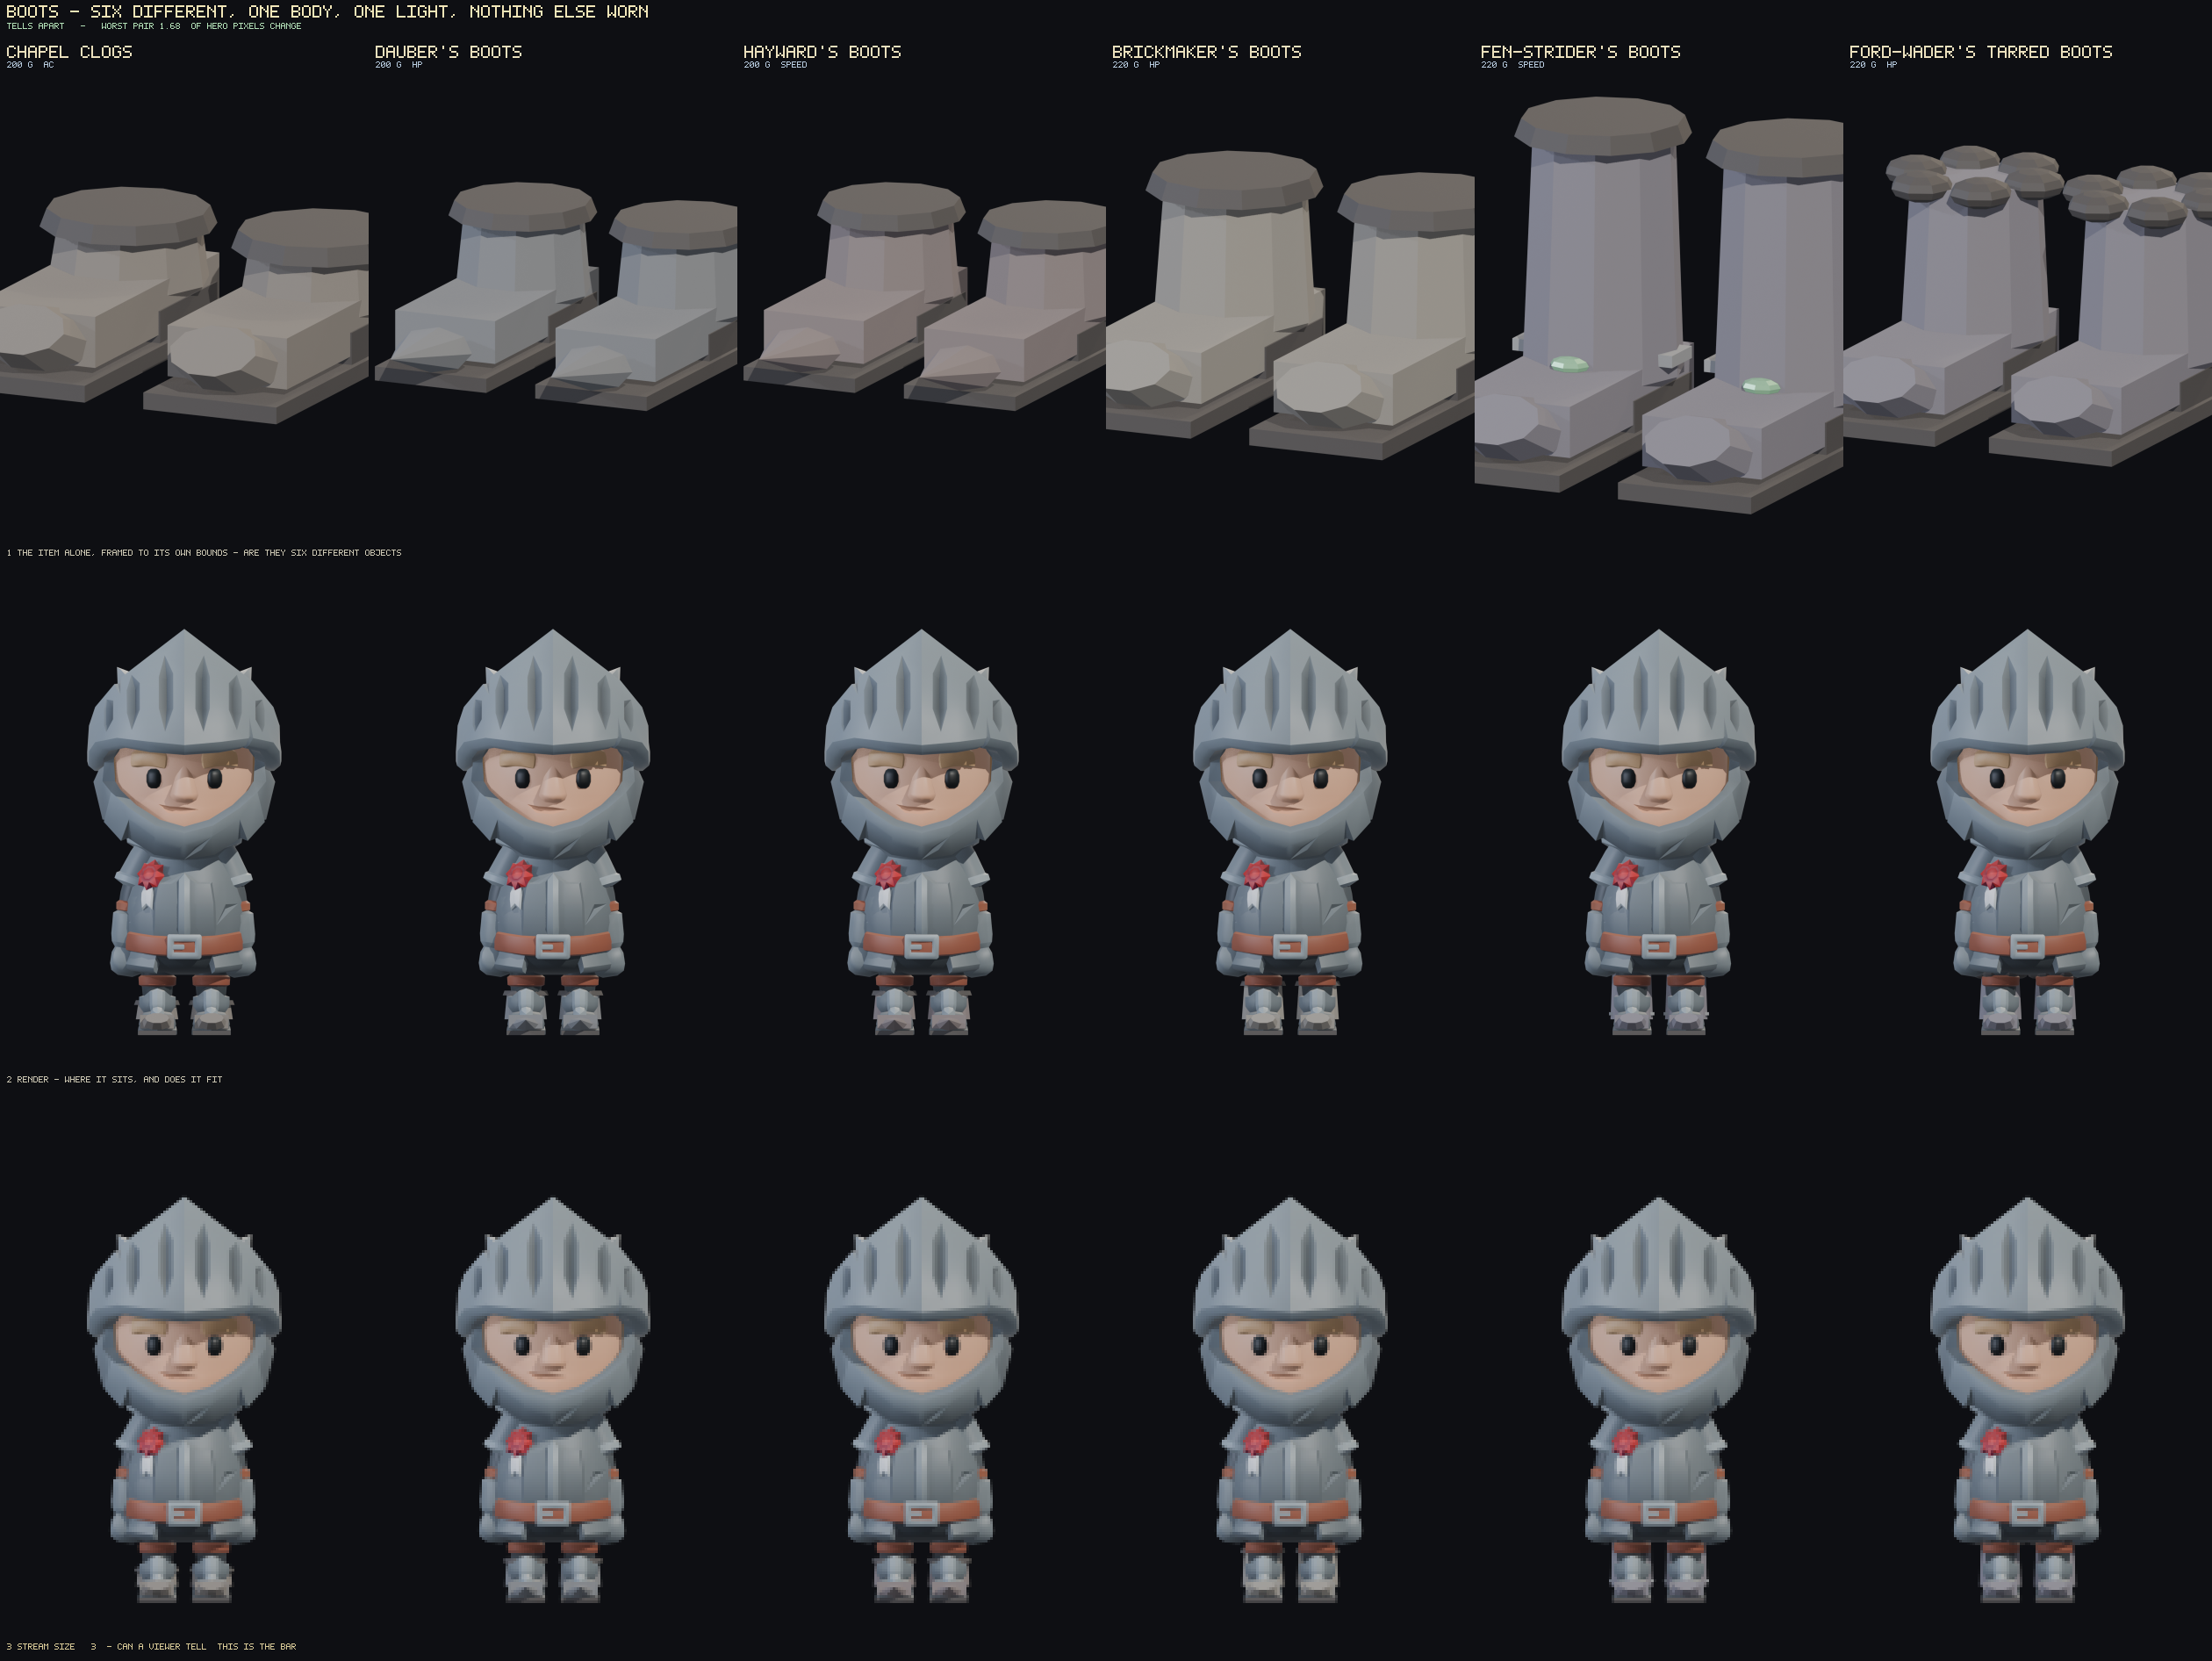 BOOTS - SIX DIFFERENT, ONE BODY, ONE LIGHT, NOTHING ELSE WORN
TELLS APART - WORST PAIR 1.68 OF HERO PIXELS CHANGE
CHAPEL CLOGS
200 G AC
DAUBER'S BOOTS
200 G HP
HAYWARD'S BOOTS
200 G SPEED
BRICKMAKER'S BOOTS
220 G HP
FEN-STRIDER'S BOOTS
220 G SPEED
FORD-WADER'S TARRED BOOTS
220 G HP
1 THE ITEM ALONE, FRAMED TO ITS OWN BOUNDS - ARE THEY SIX DIFFERENT OBJECTS
2 RENDER - WHERE IT SITS, AND DOES IT FIT
3 STREAM SIZE 3 - CAN A VIEWER TELL THIS IS THE BAR